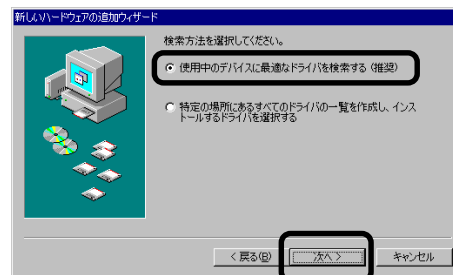 新しいハードウェアの追加ウィザード
検索方法を選択してください。
使用中のデバイスに最適なドライバを検索する (推奨)
特定の場所にあるすべてのドライバの一覧を作成し、インス
トールするドライバを選択する
< 戻る(B)
次へ >
キャンセル